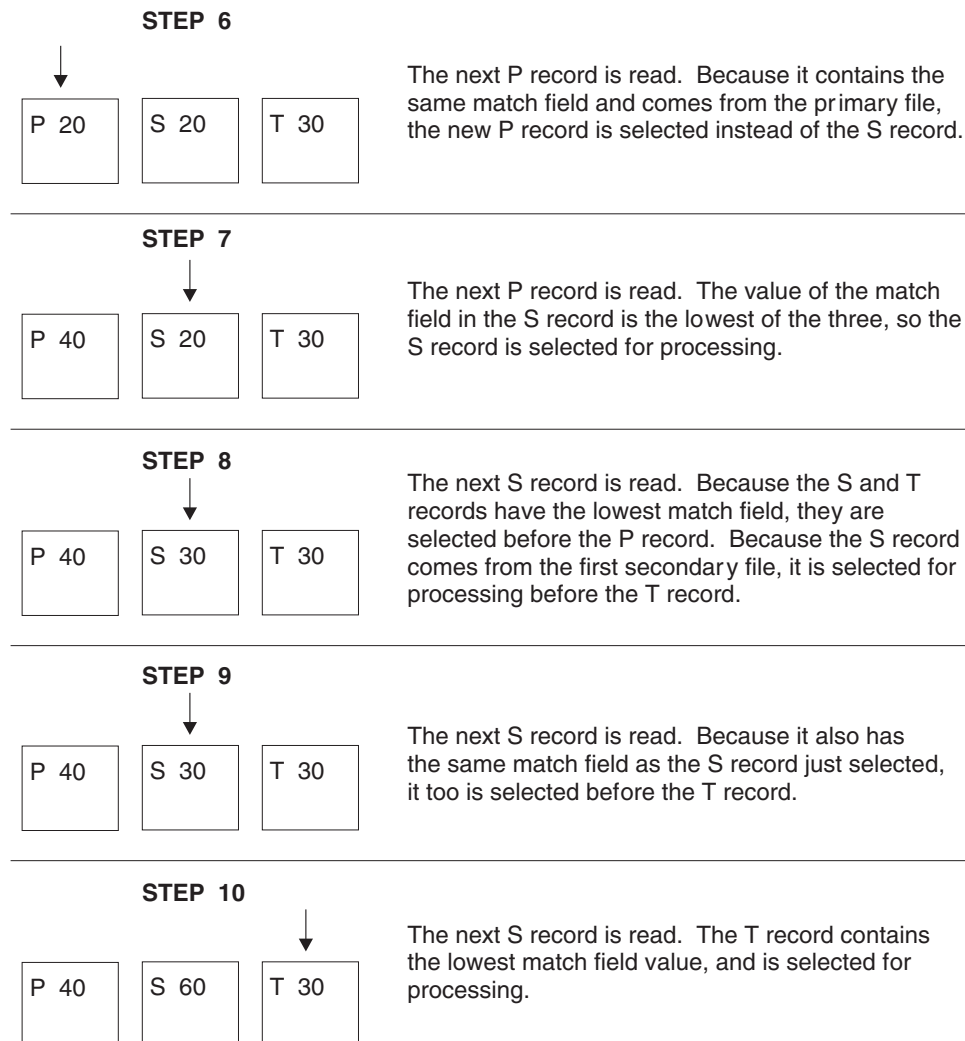 STEP 6
P 20 S 20 T 30
The next P record is read. Because it contains the
same match field and comes from the primary file,
the new P record is selected instead of the S record.
STEP 7
P 40 S 20 T 30
The next P record is read. The value of the match
field in the S record is the lowest of the three, so the
S record is selected for processing.
STEP 8
P 40 S 30 T 30
The next S record is read. Because the S and T
records have the lowest match field, they are
selected before the P record. Because the S record
comes from the first secondary file, it is selected for
processing before the T record.
STEP 9
P 40 S 30 T 30
The next S record is read. Because it also has
the same match field as the S record just selected,
it too is selected before the T record.
STEP 10
P 40 S 60 T 30
The next S record is read. The T record contains
the lowest match field value, and is selected for
processing.